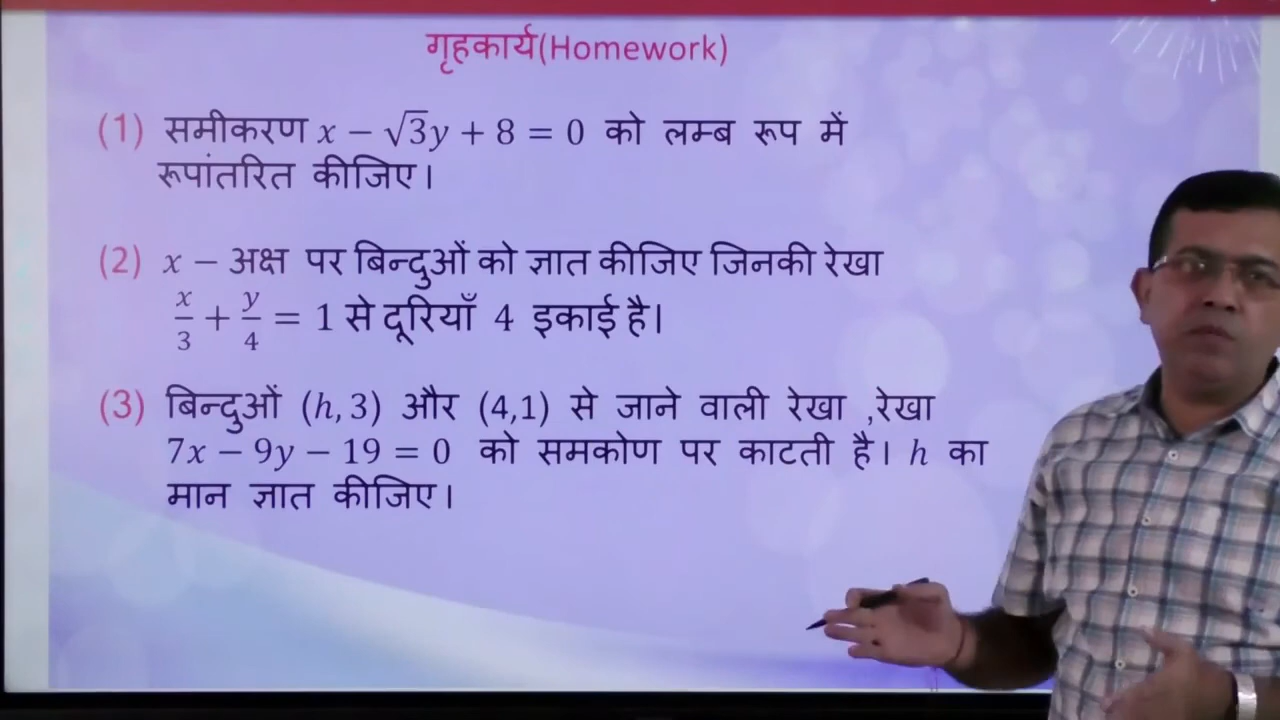 गृहकार्य(Homework)
(1) समीकरण x − √3y + 8 = 0 को लम्ब रूप में
रूपांतरित कीजिए।
(2) x − अक्ष पर बिन्दुओं को ज्ञात कीजिए जिनकी रेखा
x/3 + y/4 = 1 से दूरियाँ 4 इकाई है।
(3) बिन्दुओं (h, 3) और (4,1) से जाने वाली रेखा ,रेखा
7x − 9y − 19 = 0 को समकोण पर काटती है। h का
मान ज्ञात कीजिए।